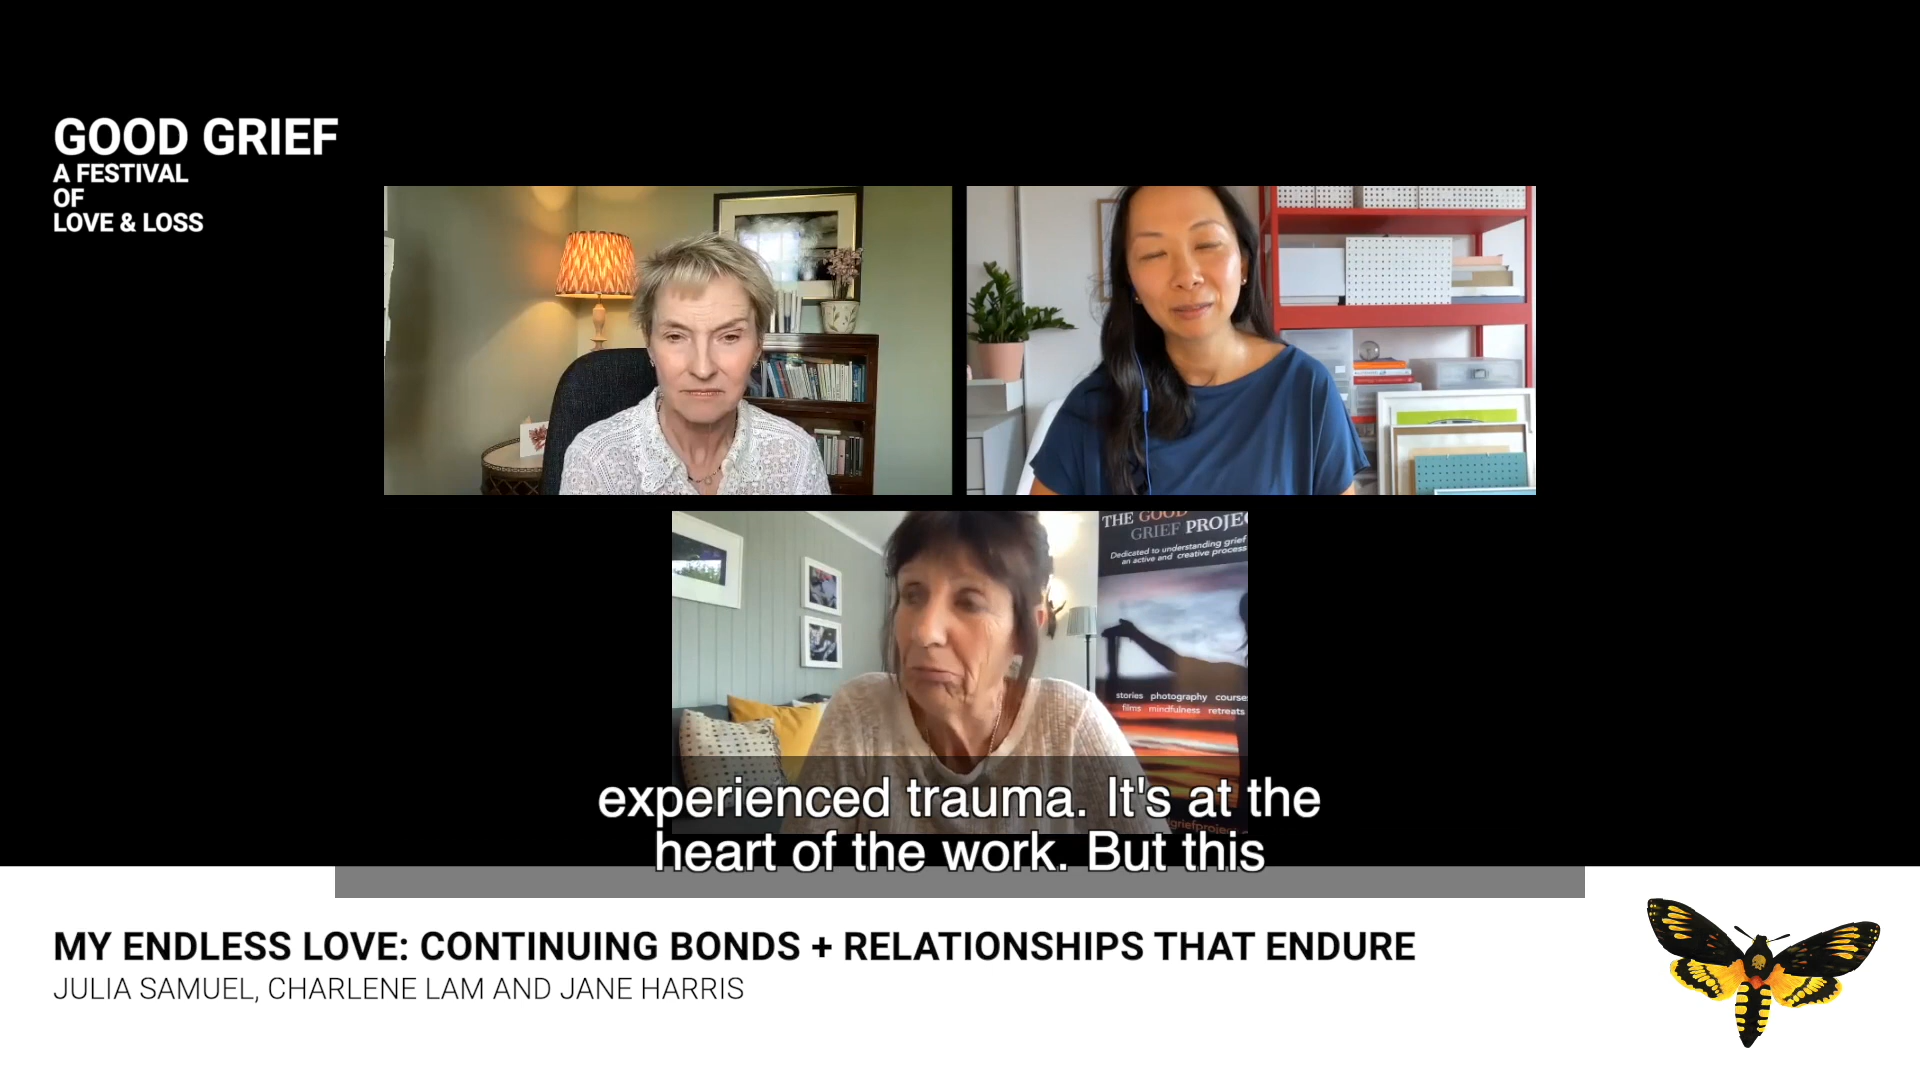 GOOD GRIEF
A FESTIVAL
OF
LOVE & LOSS
THE GOOD
GRIEF
Dedicated to understanding grief
an active and creative process
stories photography
films mindfulness retreats
experienced trauma. It's at the
heart of the work. But this
MY ENDLESS LOVE: CONTINUING BONDS + RELATIONSHIPS THAT ENDURE
JULIA SAMUEL, CHARLENE LAM AND JANE HARRIS